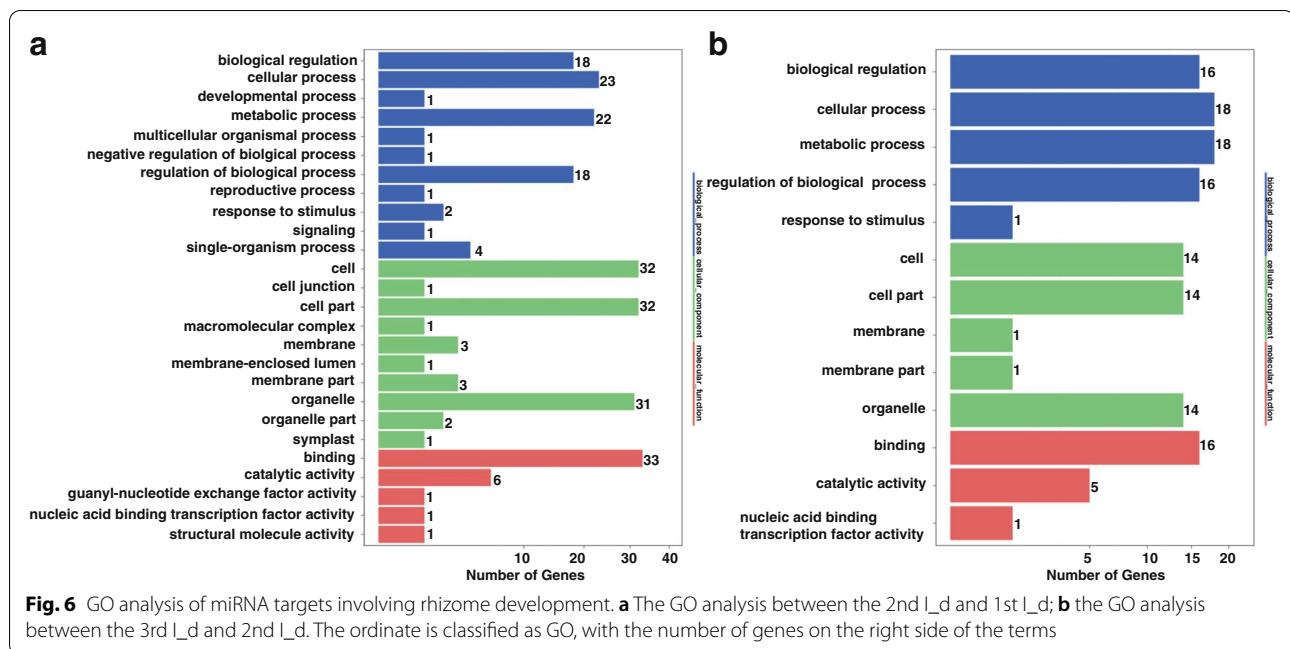 a
biological regulation 18
cellular process 23
developmental process 1
metabolic process 22
multicellular organismal process 1
negative regulation of biolgical process 1
regulation of biological process 18
reproductive process 1
response to stimulus 2
signaling 1
single-organism process 4
cell 32
cell junction 1
cell part 32
macromolecular complex 1
membrane 3
membrane-enclosed lumen 1
membrane part 3
organelle 31
organelle part 2
symplast 1
binding 33
catalytic activity 6
guanyl-nucleotide exchange factor activity 1
nucleic acid binding transcription factor activity 1
structural molecule activity 1
10 20 30 40
Number of Genes
biological_process
cellular_component
molecular_function
b
biological regulation 16
cellular process 18
metabolic process 18
regulation of biological process 16
response to stimulus 1
cell 14
cell part 14
membrane 1
membrane part 1
organelle 14
binding 16
catalytic activity 5
nucleic acid binding
transcription factor activity 1
5 10 15 20
Number of Genes
biological_process
cellular_component
molecular_function
Fig. 6 GO analysis of miRNA targets involving rhizome development. a The GO analysis between the 2nd I_d and 1st I_d; b the GO analysis
between the 3rd I_d and 2nd I_d. The ordinate is classified as GO, with the number of genes on the right side of the terms